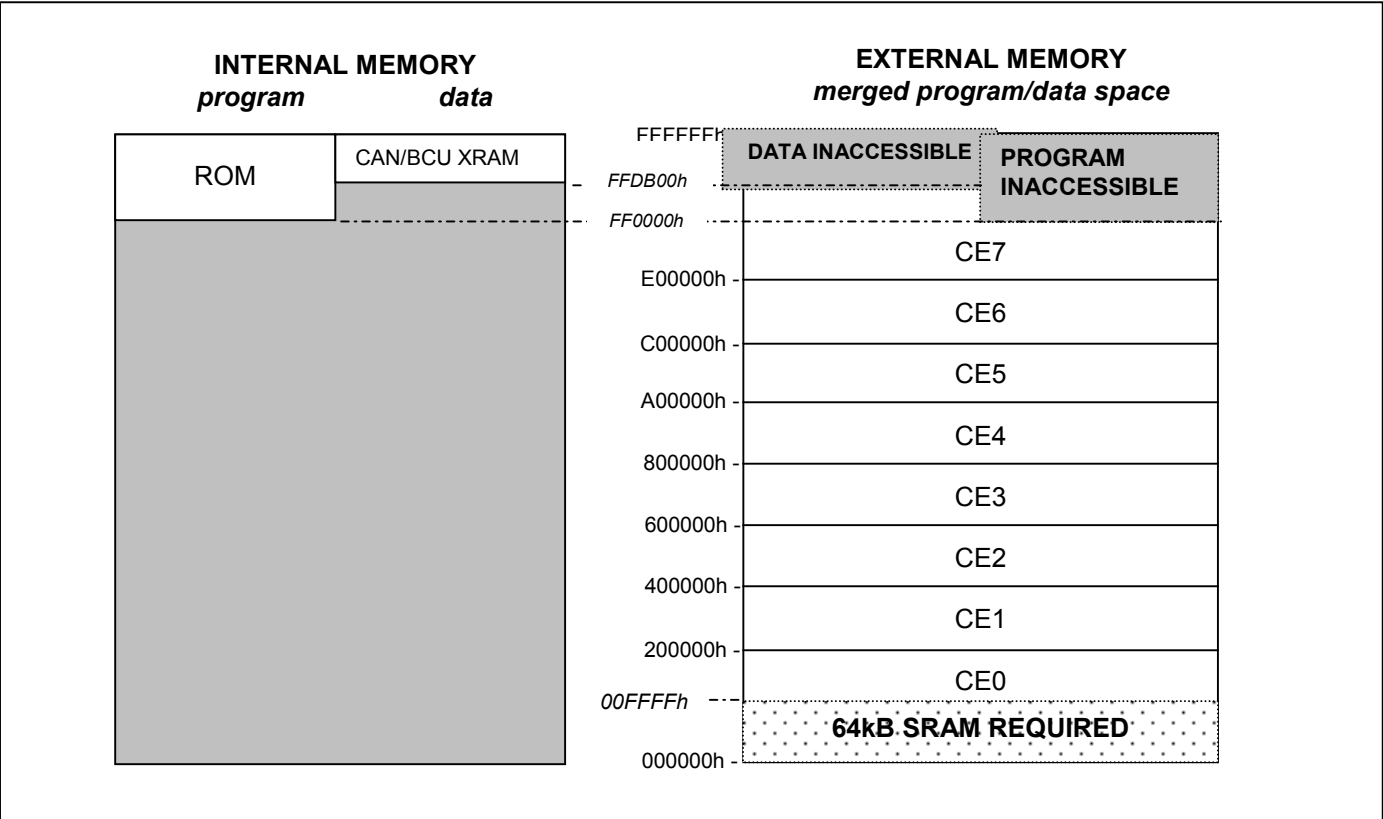 INTERNAL MEMORY
program data
ROM
CAN/BCU XRAM
EXTERNAL MEMORY
merged program/data space
FFFFFFh
DATA INACCESSIBLE
PROGRAM
INACCESSIBLE
FFDB00h
FF0000h
CE7
E00000h
CE6
C00000h
CE5
A00000h
CE4
800000h
CE3
600000h
CE2
400000h
CE1
200000h
CE0
00FFFFh
64kB SRAM REQUIRED
000000h